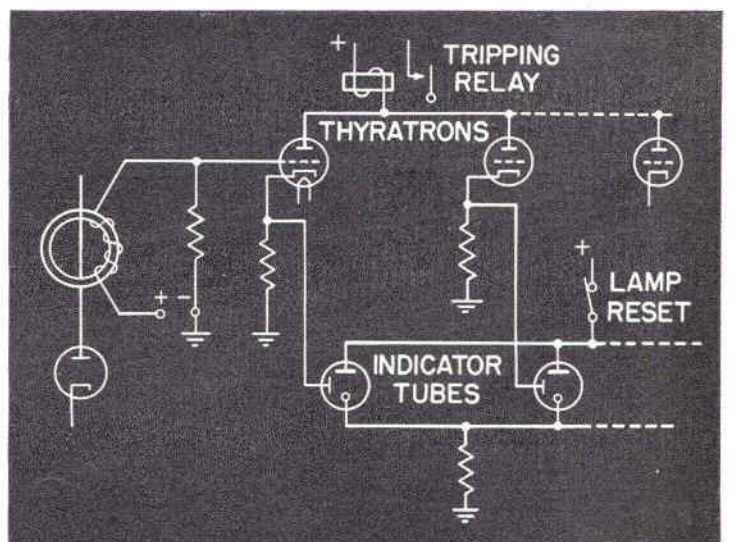 +
TRIPPING
RELAY
THYRATRONS
+ -
+
LAMP
RESET
INDICATOR
TUBES